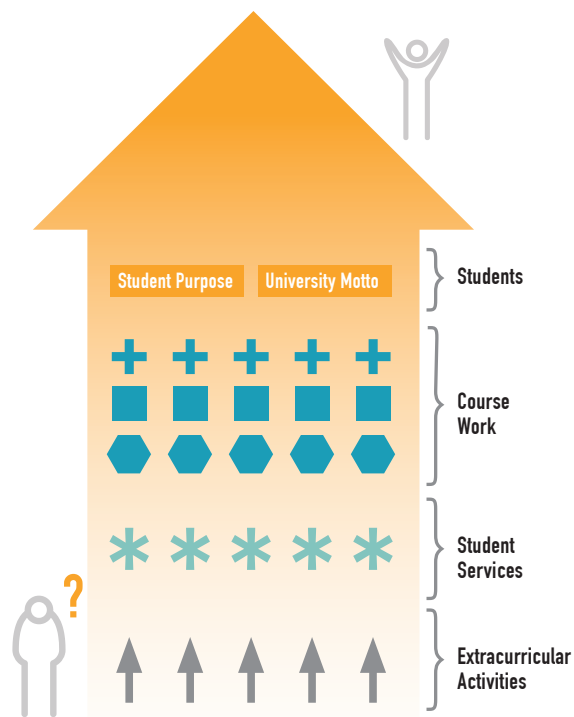 Student Purpose
University Motto
Students
Course
Work
Student
Services
?
Extracurricular
Activities